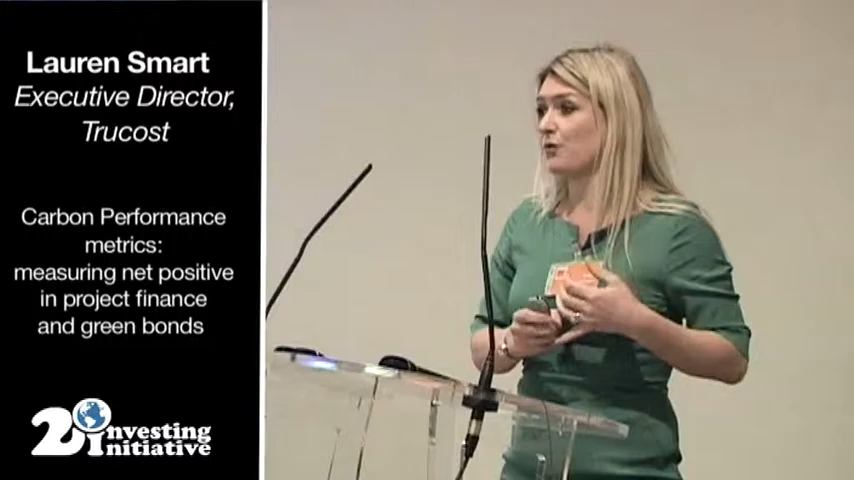 Lauren Smart
Executive Director,
Trucost
Carbon Performance
metrics:
measuring net positive
in project finance
and green bonds
2° Investing
Initiative